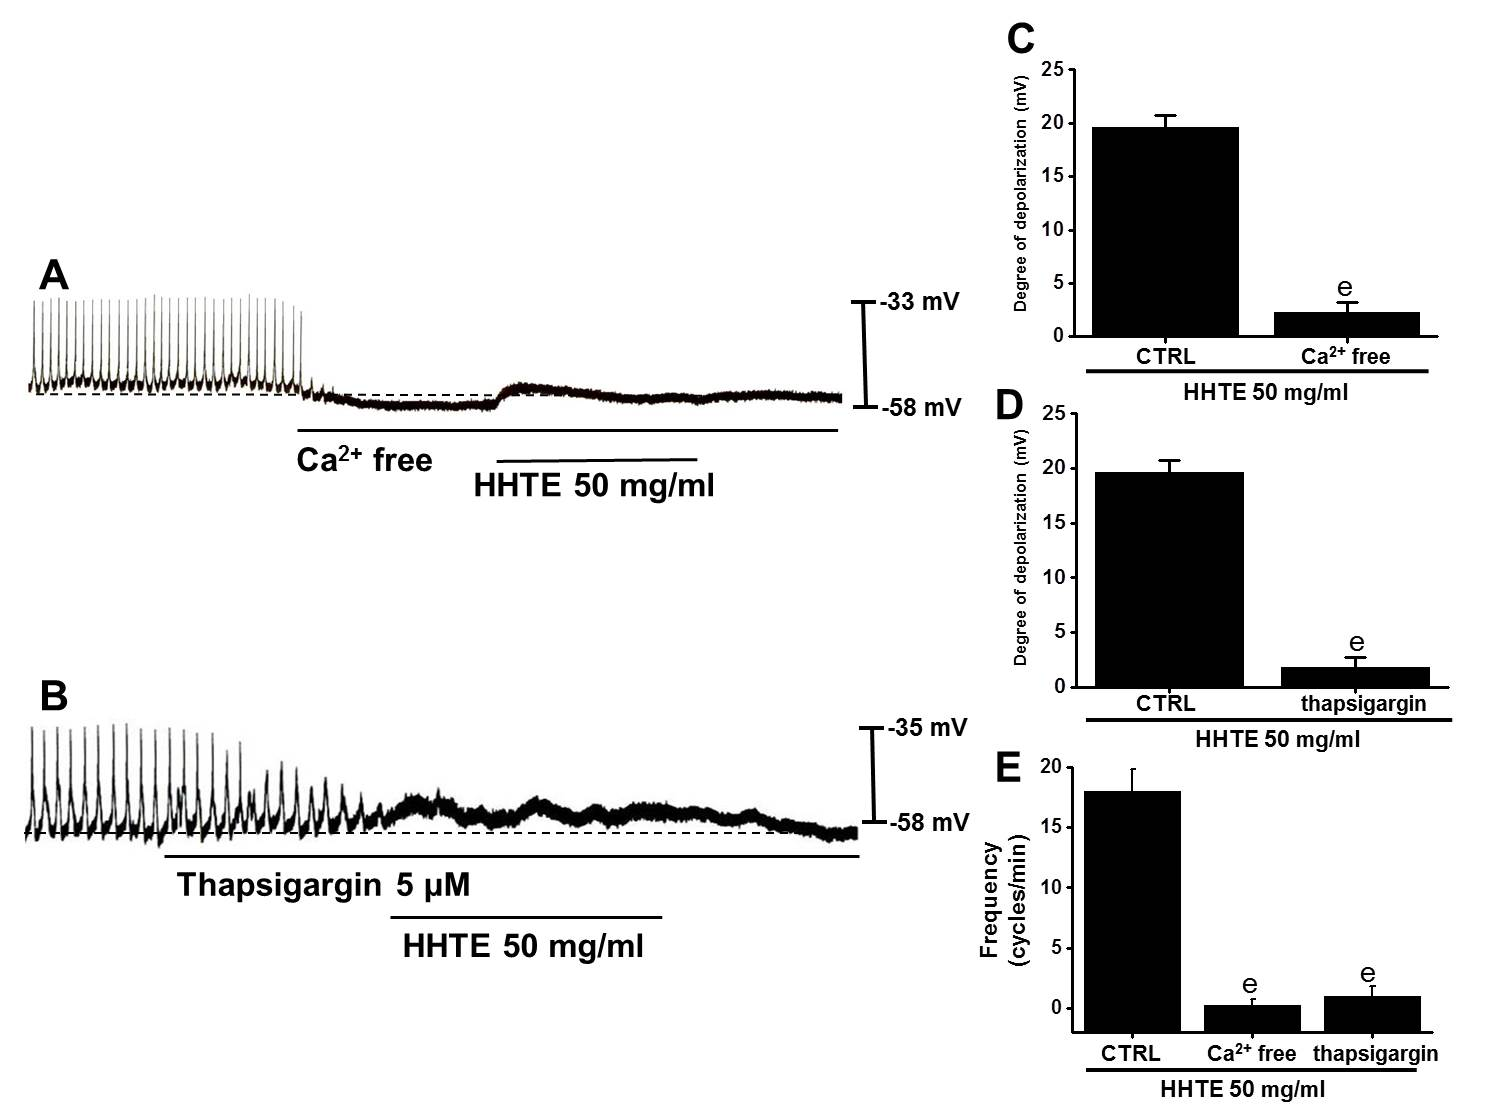 A
-33 mV
-58 mV
Ca2+ free
HHTE 50 mg/ml
B
-35 mV
-58 mV
Thapsigargin 5 µM
HHTE 50 mg/ml
C
Degree of depolarization (mV)
25
20
15
10
5
0
e
CTRL Ca2+ free
HHTE 50 mg/ml
D
Degree of depolarization (mV)
25
20
15
10
5
0
e
CTRL thapsigargin
HHTE 50 mg/ml
E
Frequency
(cycles/min)
20
15
10
5
0
e e
CTRL Ca2+ free thapsigargin
HHTE 50 mg/ml